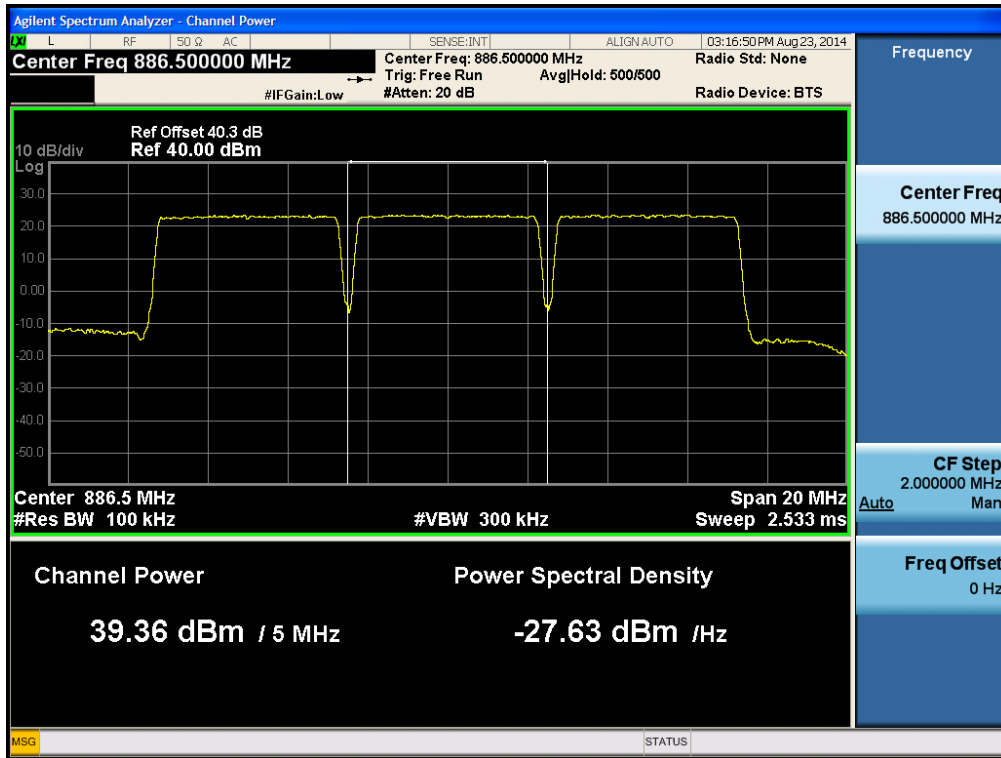 Agilent Spectrum Analyzer - Channel Power
LXI L RF 50 Ω AC SENSE:INT ALIGN AUTO 03:16:50 PM Aug 23, 2014
Center Freq 886.500000 MHz
Center Freq: 886.500000 MHz
Radio Std: None
Trig: Free Run Avg|Hold: 500/500
#IFGain:Low
#Atten: 20 dB
Radio Device: BTS
Ref Offset 40.3 dB
10 dB/div Ref 40.00 dBm
Log
30.0
20.0
10.0
0.00
-10.0
-20.0
-30.0
-40.0
-50.0
Center 886.5 MHz Span 20 MHz
#Res BW 100 kHz #VBW 300 kHz Sweep 2.533 ms
Channel Power Power Spectral Density
39.36 dBm / 5 MHz -27.63 dBm /Hz
MSG STATUS
Frequency
Center Freq
886.500000 MHz
CF Step
2.000000 MHz
Auto Man
Freq Offset
0 Hz